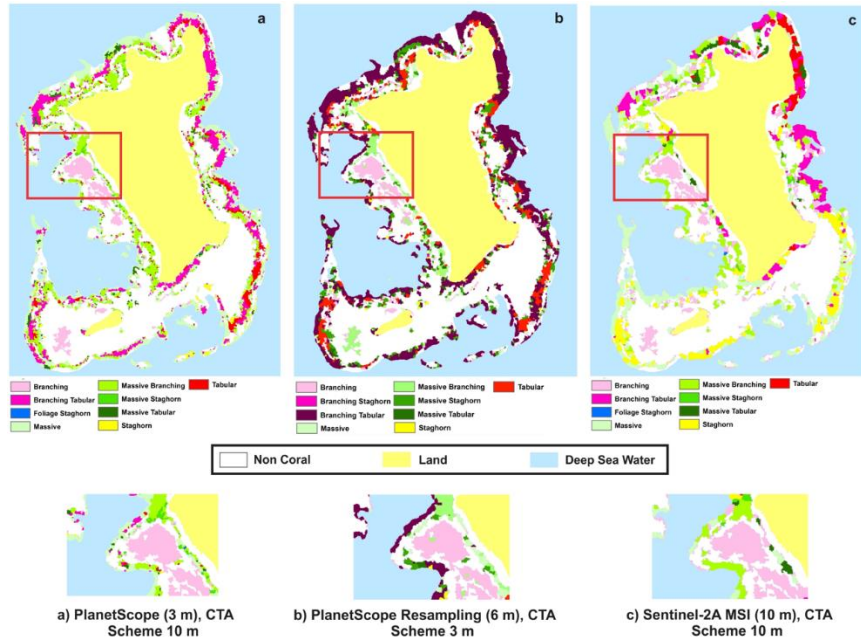 a
b
c
Branching
Branching Tabular
Foliage Staghorn
Massive
Massive Branching
Massive Staghorn
Massive Tabular
Staghorn
Tabular
Branching
Branching Staghorn
Branching Tabular
Massive
Massive Branching
Massive Staghorn
Massive Tabular
Staghorn
Tabular
Branching
Branching Tabular
Foliage Staghorn
Massive
Massive Branching
Massive Staghorn
Massive Tabular
Staghorn
Tabular
Non Coral
Land
Deep Sea Water
a) PlanetScope (3 m), CTA
Scheme 10 m
b) PlanetScope Resampling (6 m), CTA
Scheme 3 m
c) Sentinel-2A MSI (10 m), CTA
Scheme 10 m